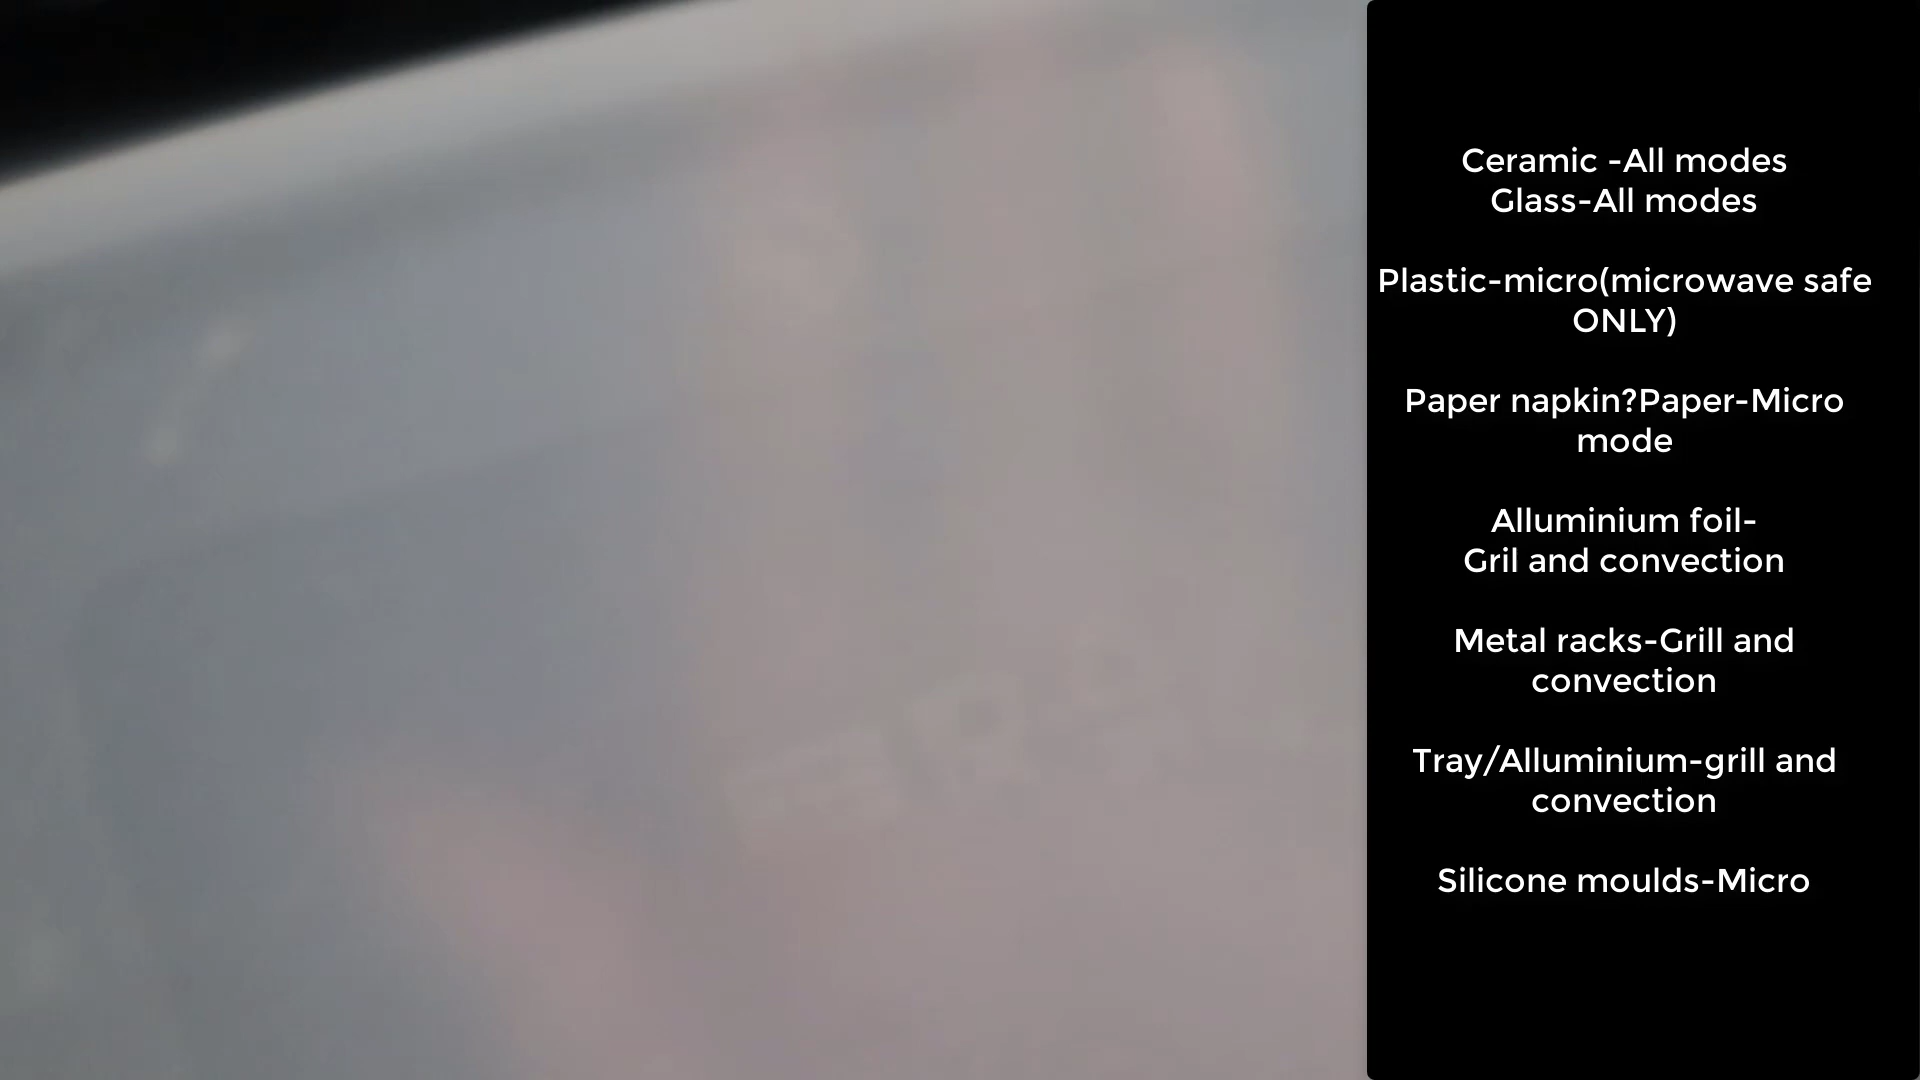 Ceramic -All modes
Glass-All modes
Plastic-micro(microwave safe
ONLY)
Paper napkin?Paper-Micro
mode
Alluminium foil-
Gril and convection
Metal racks-Grill and
convection
Tray/Alluminium-grill and
convection
Silicone moulds-Micro